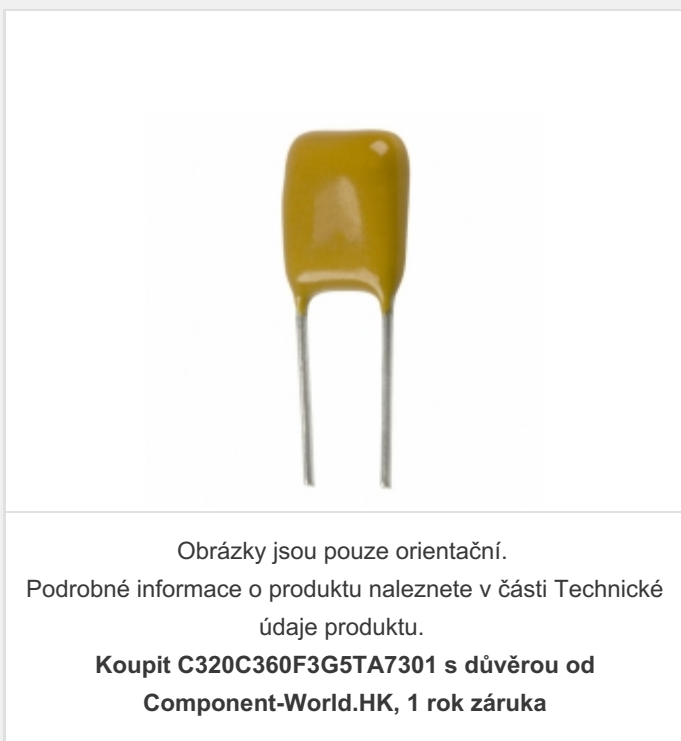 Obrázky jsou pouze orientační.
Podrobné informace o produktu naleznete v části Technické
údaje produktu.
Koupit C320C360F3G5TA7301 s důvěrou od
Component-World.HK, 1 rok záruka